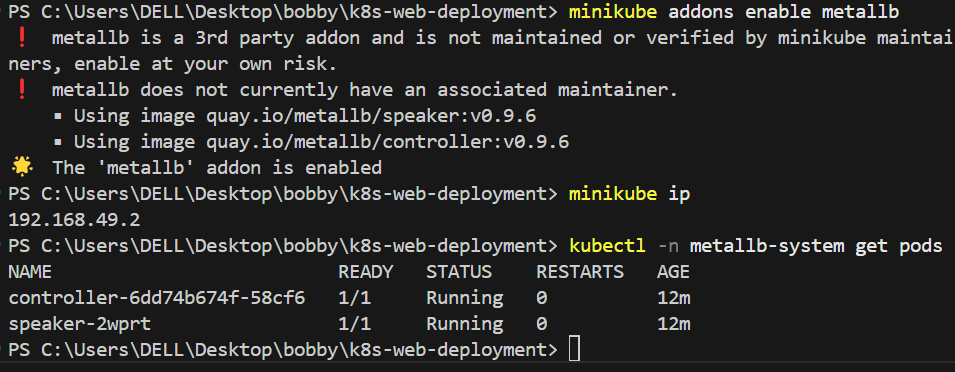 PS C:\Users\DELL\Desktop\bobby\k8s-web-deployment> minikube addons enable metallb
❗ metallb is a 3rd party addon and is not maintained or verified by minikube maintai
ners, enable at your own risk.
❗ metallb does not currently have an associated maintainer.
▪ Using image quay.io/metallb/speaker:v0.9.6
▪ Using image quay.io/metallb/controller:v0.9.6
🌟 The 'metallb' addon is enabled
PS C:\Users\DELL\Desktop\bobby\k8s-web-deployment> minikube ip
192.168.49.2
PS C:\Users\DELL\Desktop\bobby\k8s-web-deployment> kubectl -n metallb-system get pods
NAME READY STATUS RESTARTS AGE
controller-6dd74b674f-58cf6 1/1 Running 0 12m
speaker-2wprt 1/1 Running 0 12m
PS C:\Users\DELL\Desktop\bobby\k8s-web-deployment>